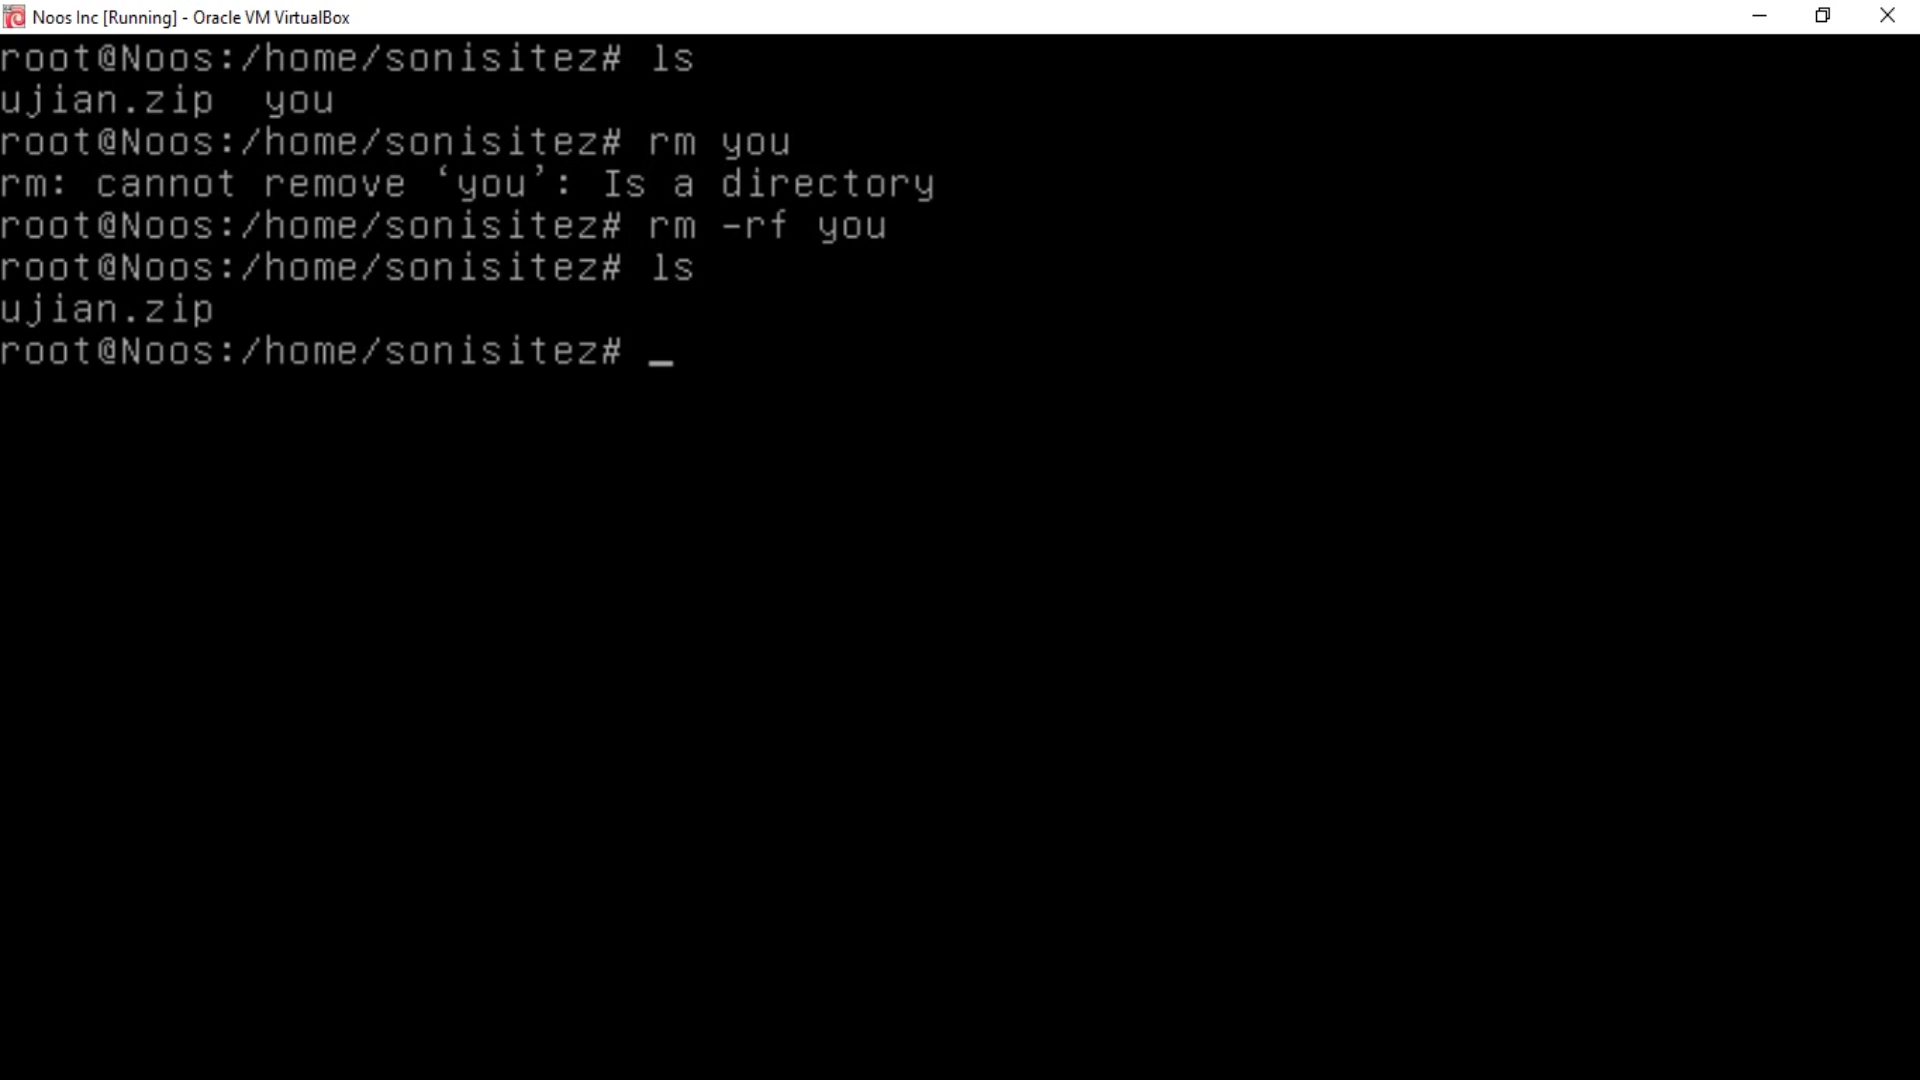 Noos Inc [Running] - Oracle VM VirtualBox
root@Noos:/home/sonisitez# ls
ujian.zip  you
root@Noos:/home/sonisitez# rm you
rm: cannot remove ‘you’: Is a directory
root@Noos:/home/sonisitez# rm -rf you
root@Noos:/home/sonisitez# ls
ujian.zip
root@Noos:/home/sonisitez# _